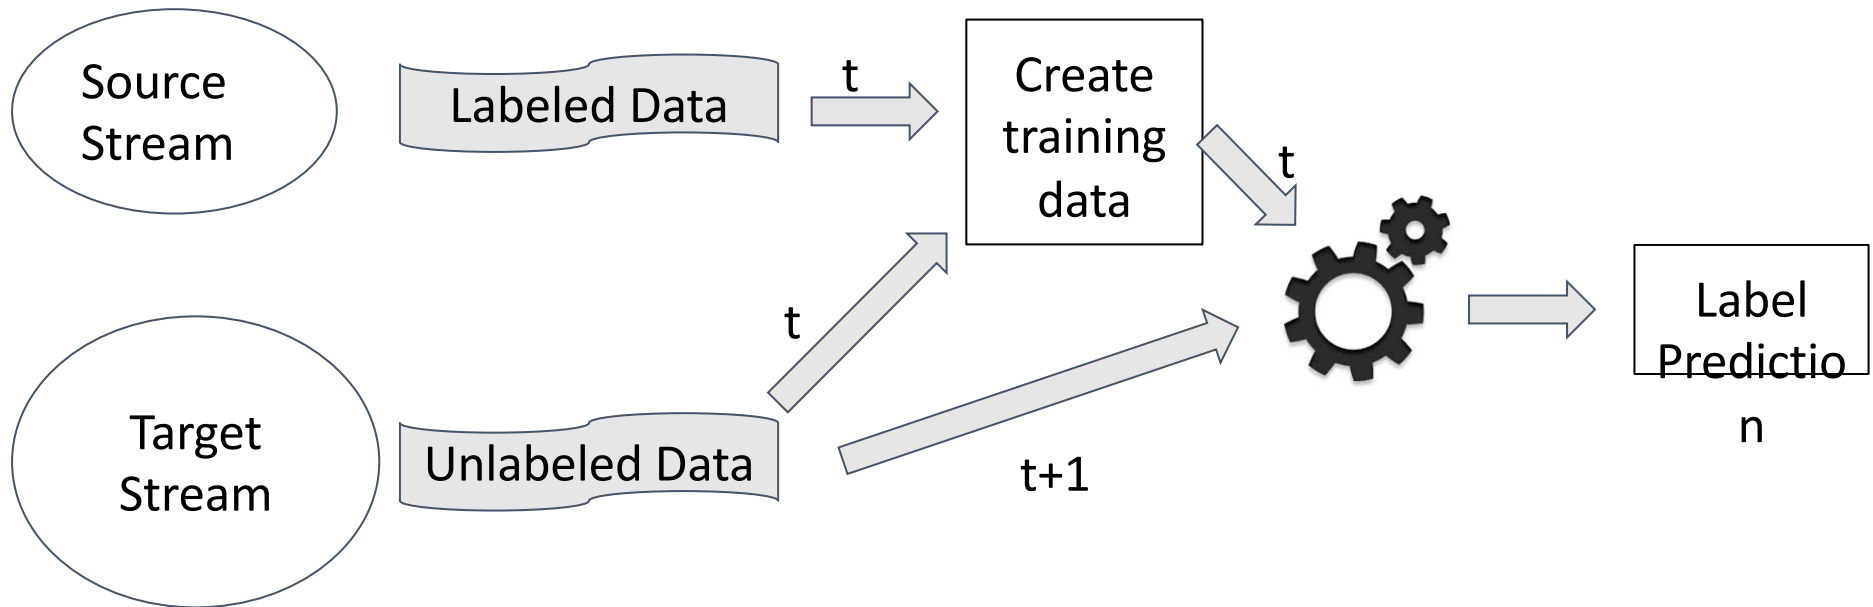 Source
Stream
Labeled Data
t
Create
training
data
t
t
Label
Predictio
n
Target
Stream
Unlabeled Data
t+1